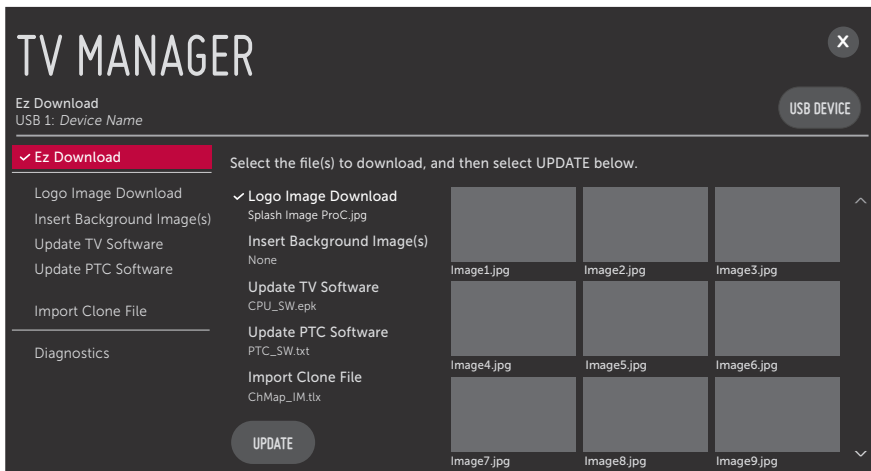 TV MANAGER
X
Ez Download
USB 1: Device Name
USB DEVICE
Ez Download
Logo Image Download
Insert Background Image(s)
Update TV Software
Update PTC Software
Import Clone File
Diagnostics
Select the file(s) to download, and then select UPDATE below.
Logo Image Download
Splash Image ProC.jpg
Insert Background Image(s)
None
Update TV Software
CPU_SW.epk
Update PTC Software
PTC_SW.txt
Import Clone File
ChMap_IM.tlx
UPDATE
Image1.jpg
Image2.jpg
Image3.jpg
Image4.jpg
Image5.jpg
Image6.jpg
Image7.jpg
Image8.jpg
Image9.jpg